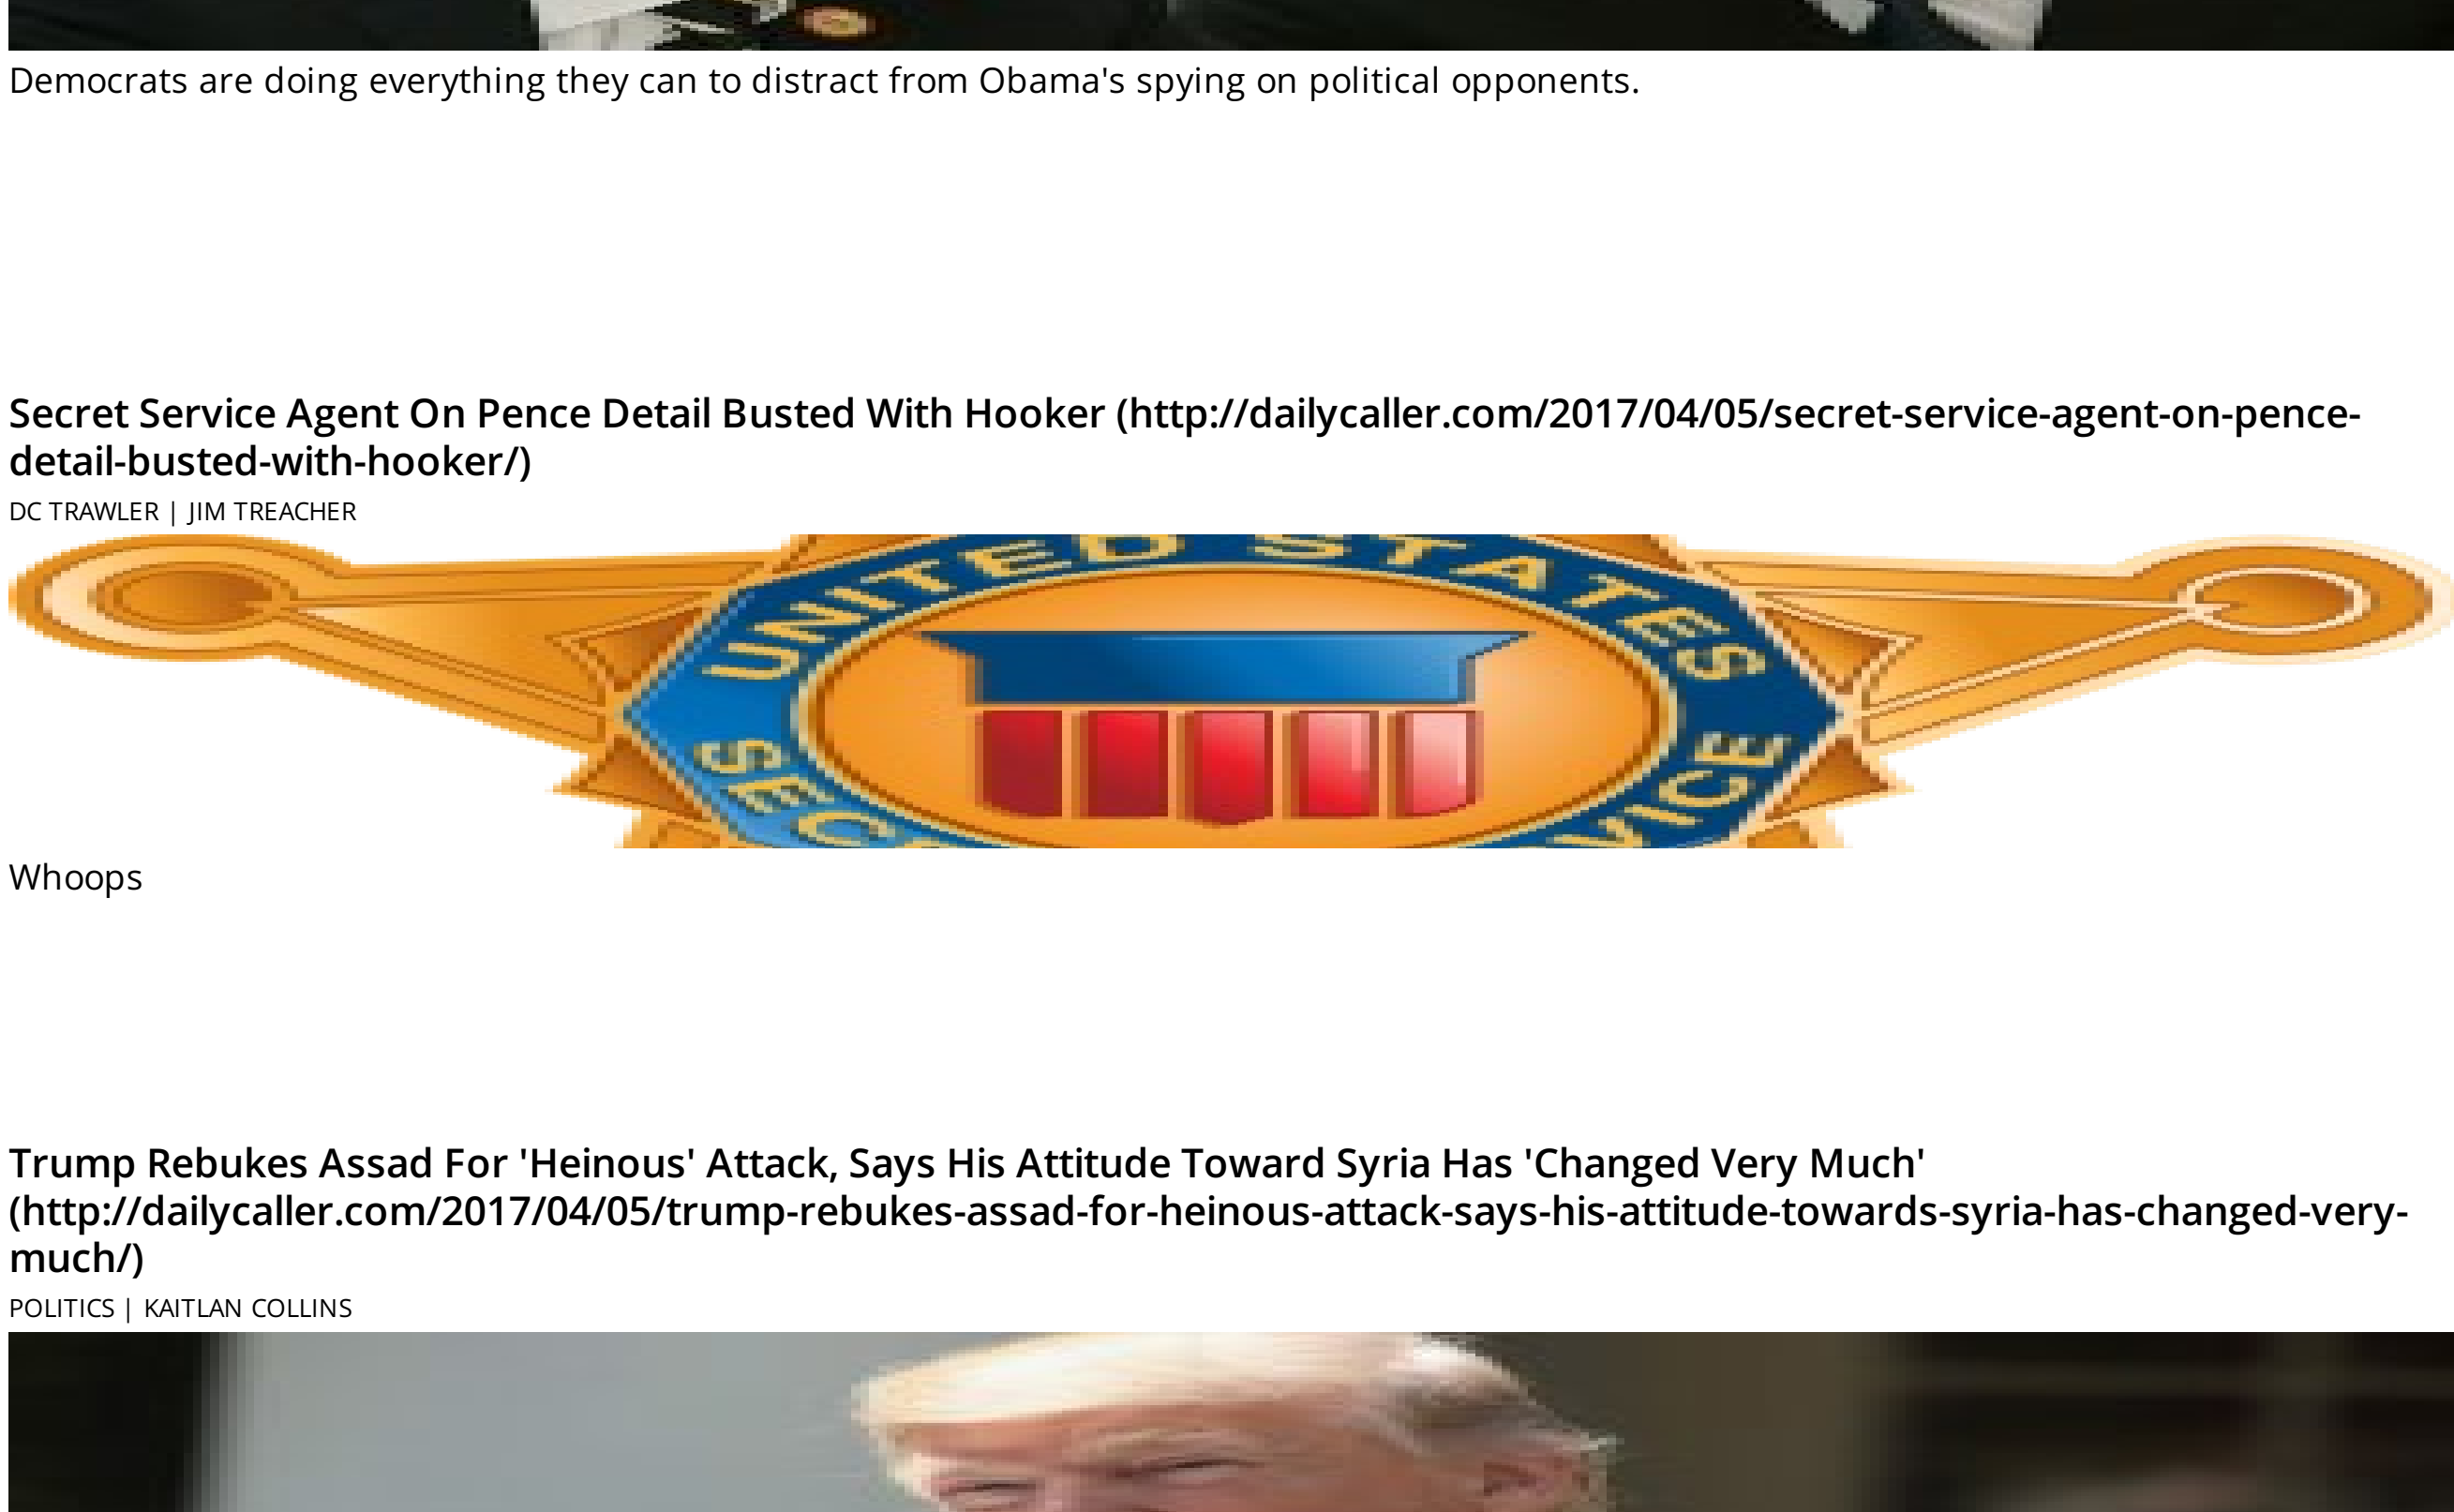 Democrats are doing everything they can to distract from Obama's spying on political opponents.
Secret Service Agent On Pence Detail Busted With Hooker (http://dailycaller.com/2017/04/05/secret-service-agent-on-pence-
detail-busted-with-hooker/)
DC TRAWLER | JIM TREACHER
UNITED STATES
SEC VICE
Whoops
Trump Rebukes Assad For 'Heinous' Attack, Says His Attitude Toward Syria Has 'Changed Very Much'
(http://dailycaller.com/2017/04/05/trump-rebukes-assad-for-heinous-attack-says-his-attitude-towards-syria-has-changed-very-
much/)
POLITICS | KAITLAN COLLINS